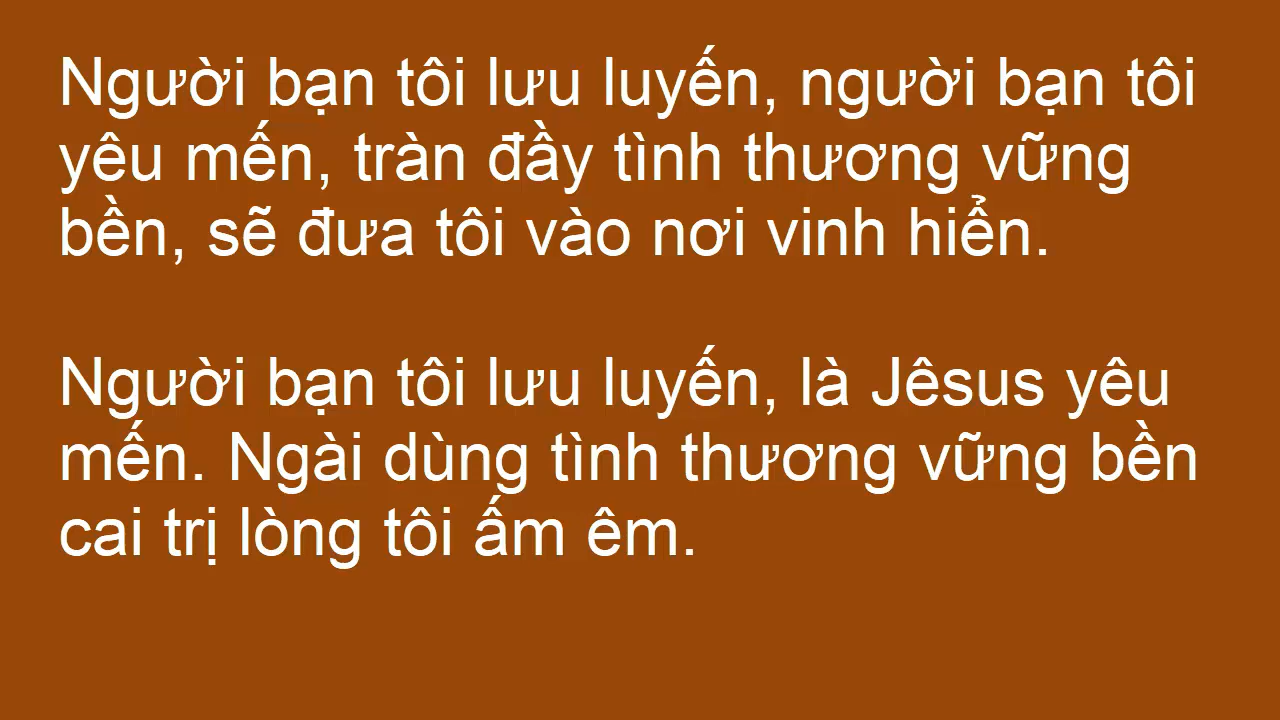 Người bạn tôi lưu luyến, người bạn tôi
yêu mến, tràn đầy tình thương vững
bền, sẽ đưa tôi vào nơi vinh hiển.
Người bạn tôi lưu luyến, là Jêsus yêu
mến. Ngài dùng tình thương vững bền
cai trị lòng tôi ấm êm.